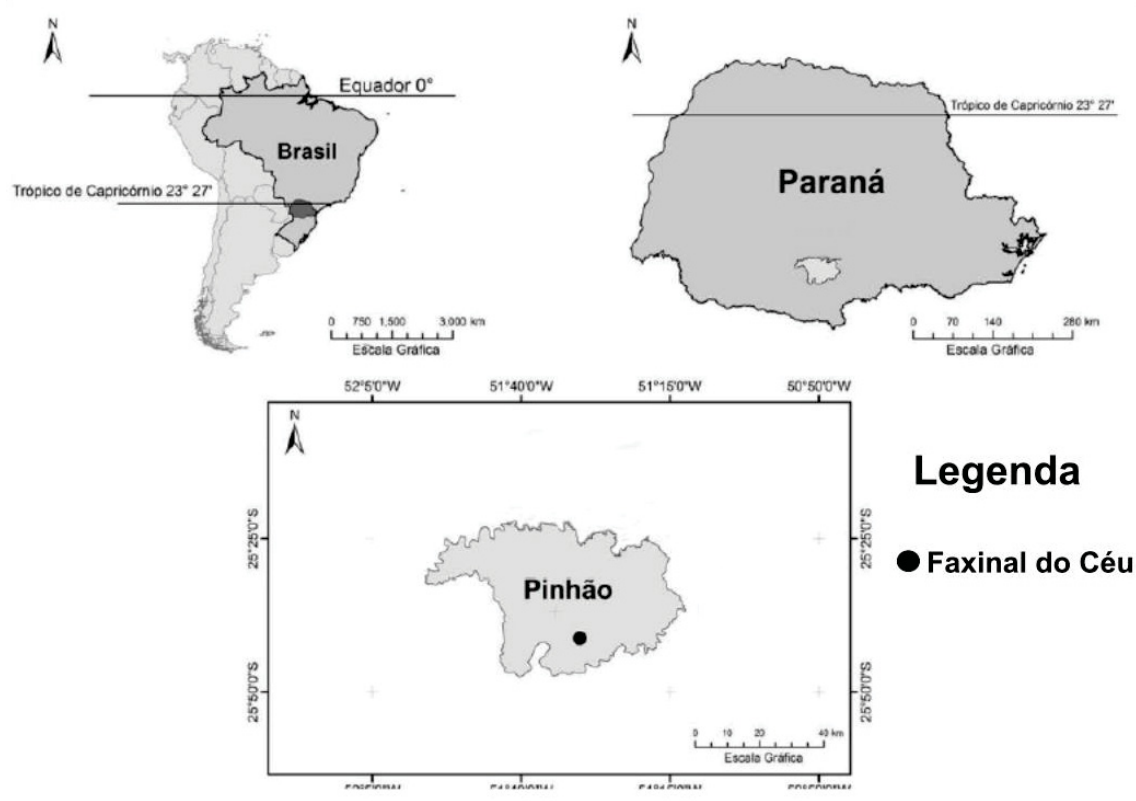 N
Equador 0°
Brasil
Trópico de Capricórnio 23° 27'
0 750 1,500 3,000 km
Escala Gráfica
N
Trópico de Capricórnio 23° 27'
Paraná
0 70 140 280 km
Escala Gráfica
52°5'0"W 51°40'0"W 51°15'0"W 50°50'0"W
N
25°25'0"S 25°25'0"S
Pinhão
25°50'0"S 25°50'0"S
0 10 20 40 km
Escala Gráfica
Legenda
Faxinal do Céu